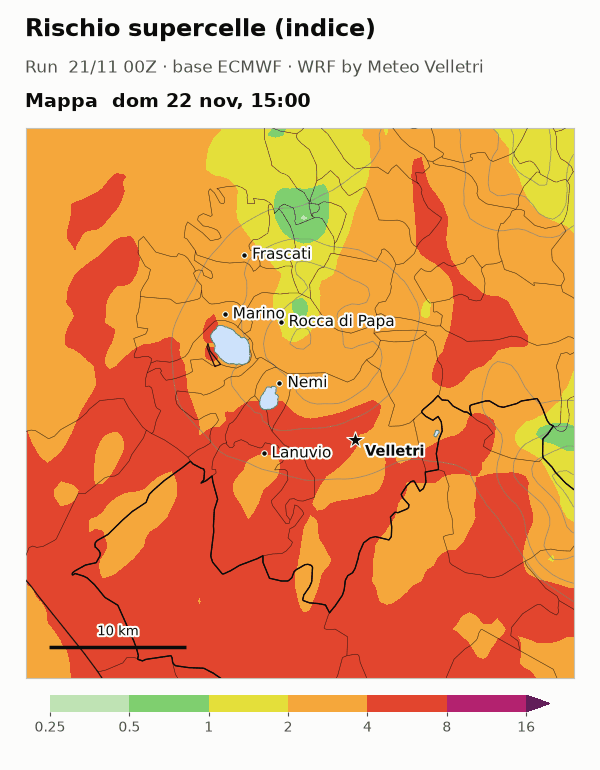 Rischio supercelle (indice)
Run  21/11 00Z · base ECMWF · WRF by Meteo Velletri
Mappa  dom 22 nov, 15:00
Frascati
Marino
Rocca di Papa
Nemi
Velletri
Lanuvio
10 km
0.25 0.5 1 2 4 8 16